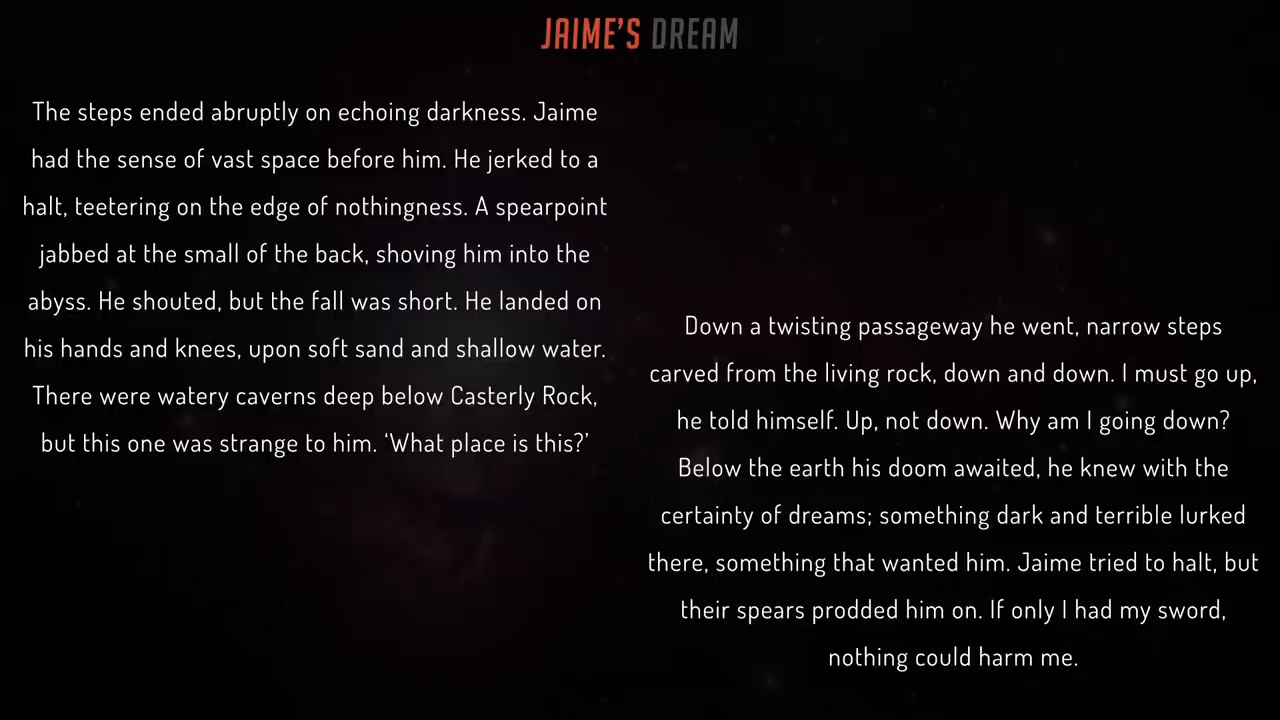 JAIME'S DREAM
The steps ended abruptly on echoing darkness. Jaime
had the sense of vast space before him. He jerked to a
halt, teetering on the edge of nothingness. A spearpoint
jabbed at the small of the back, shoving him into the
abyss. He shouted, but the fall was short. He landed on
his hands and knees, upon soft sand and shallow water.
There were watery caverns deep below Casterly Rock,
but this one was strange to him. ‘What place is this?’
Down a twisting passageway he went, narrow steps
carved from the living rock, down and down. I must go up,
he told himself. Up, not down. Why am I going down?
Below the earth his doom awaited, he knew with the
certainty of dreams; something dark and terrible lurked
there, something that wanted him. Jaime tried to halt, but
their spears prodded him on. If only I had my sword,
nothing could harm me.